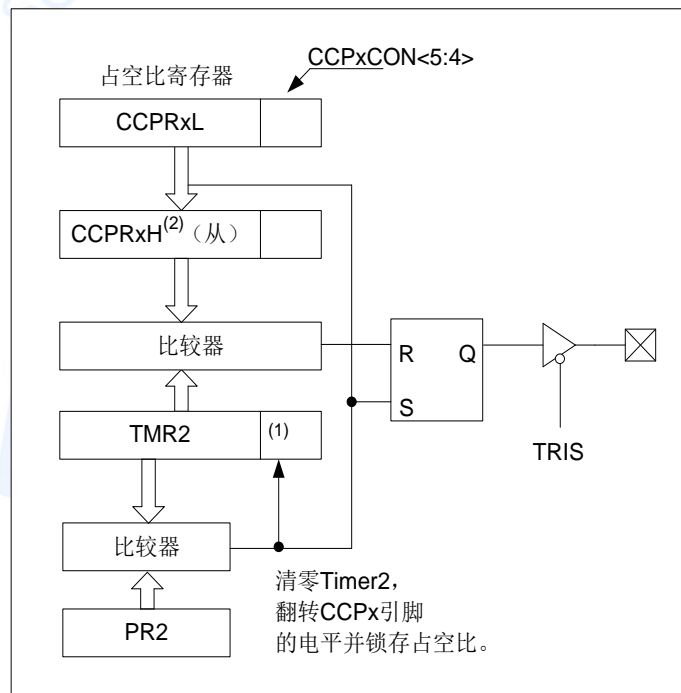 占空比寄存器
CCPxCON<5:4>
CCPRxL
CCPRxH(2)（从）
比较器
R Q
S
TMR2 (1)
TRIS
比较器
清零Timer2，
翻转CCPx引脚
的电平并锁存占空比。
PR2